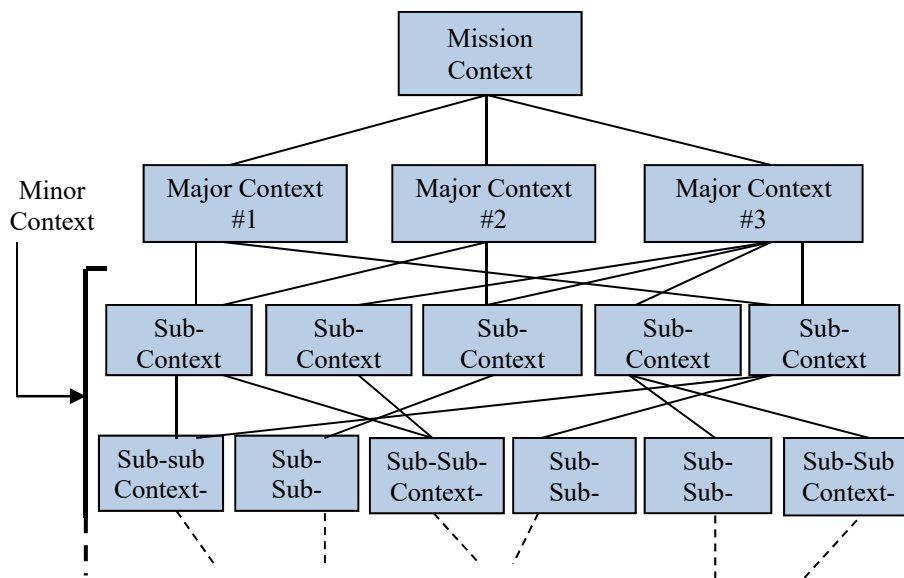 Mission
Context
Major Context
#1
Major Context
#2
Major Context
#3
Minor
Context
Sub-
Context
Sub-
Context
Sub-
Context
Sub-
Context
Sub-
Context
Sub-sub
Context-
Sub-
Sub-
Sub-Sub-
Context-
Sub-
Sub-
Sub-
Sub-
Sub-Sub
Context-